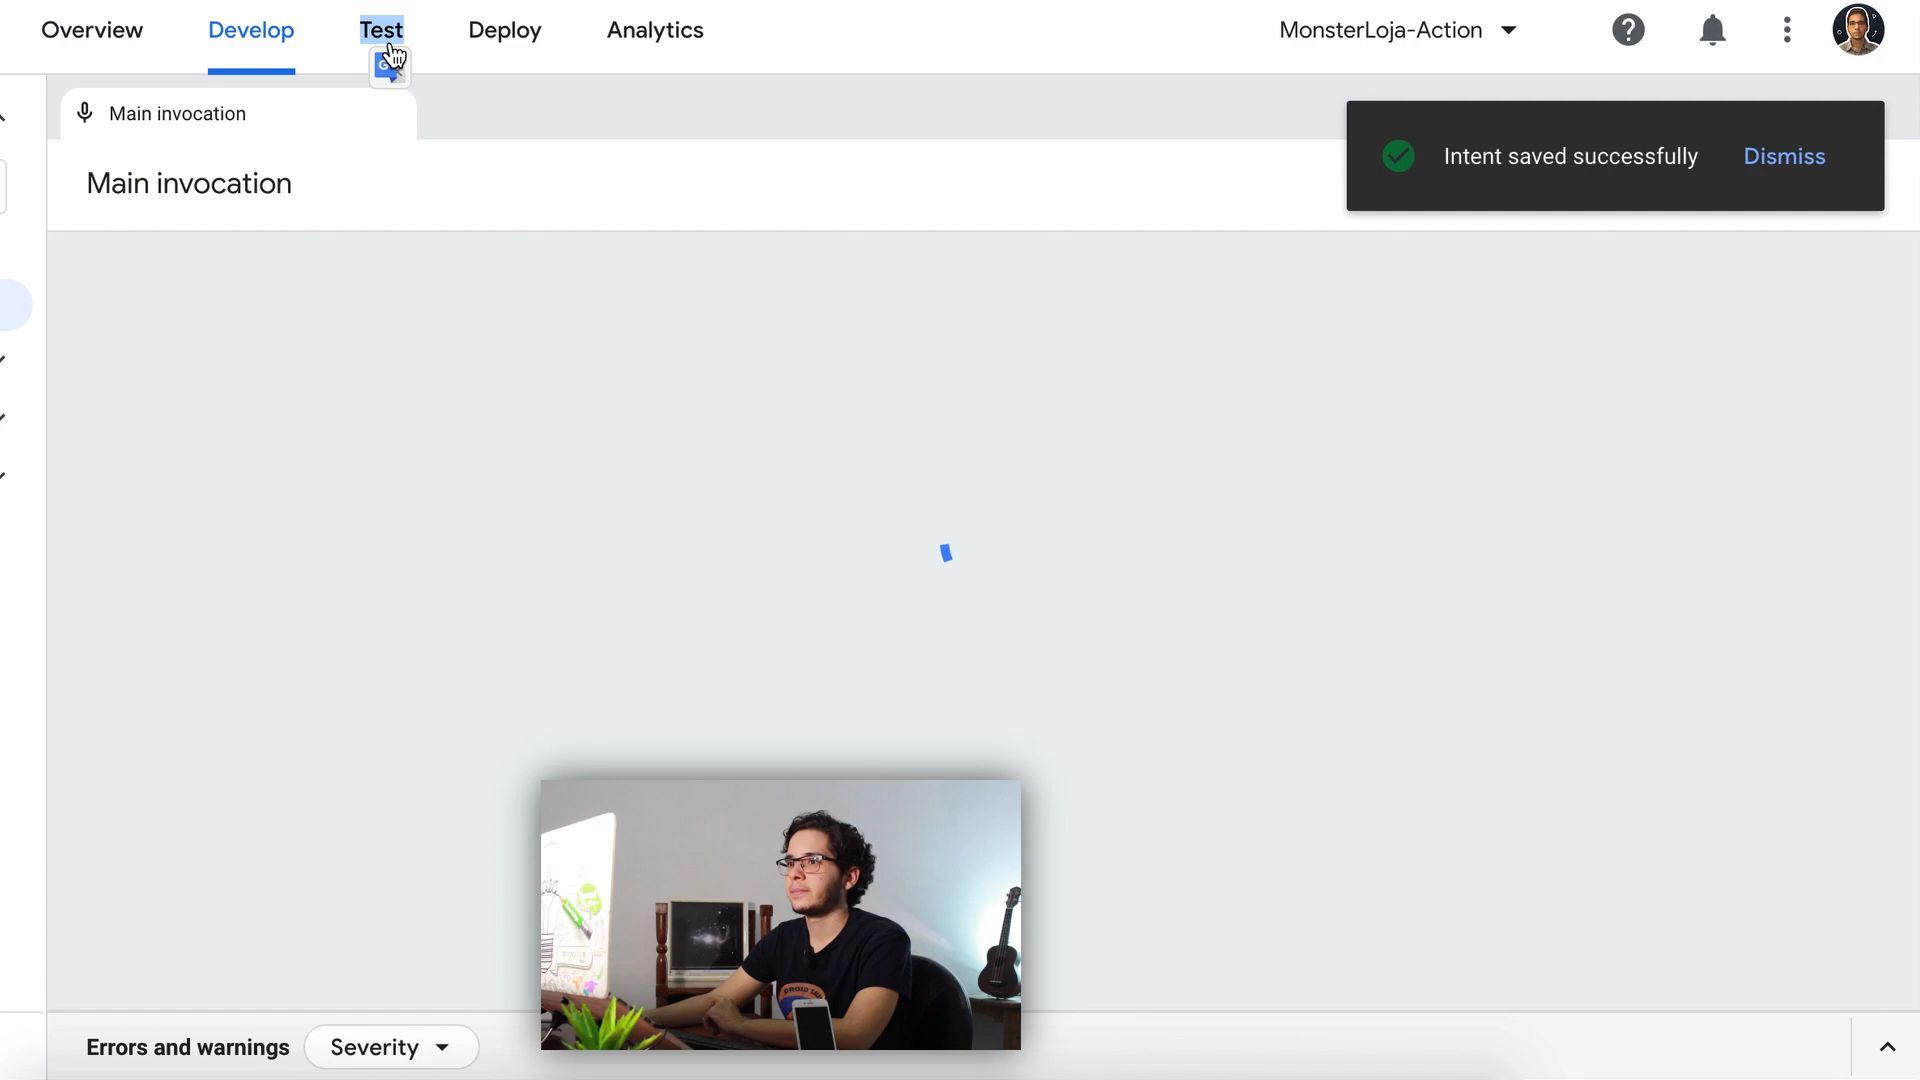 Overview Develop Test Deploy Analytics MonsterLoja-Action
Main invocation
Intent saved successfully Dismiss
Main invocation
Errors and warnings Severity